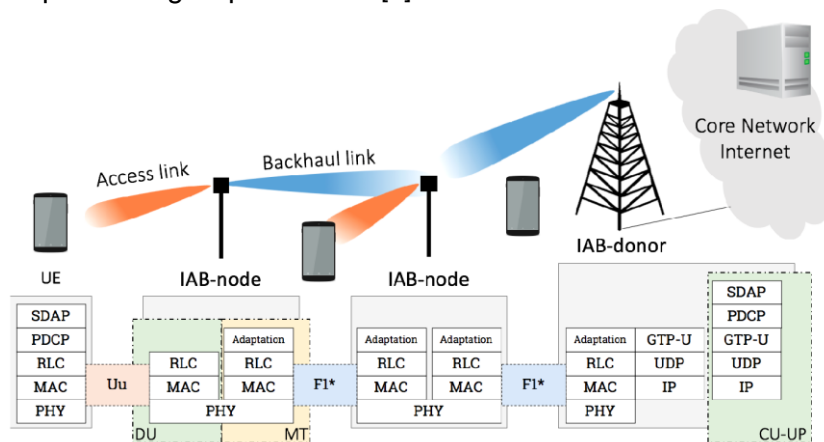 Core Network
Internet
Access link
Backhaul link
UE
IAB-node
IAB-node
IAB-donor
SDAP
PDCP
RLC
MAC
PHY
Uu
RLC
MAC
Adaptation
RLC
MAC
PHY
DU
MT
F1*
Adaptation
RLC
MAC
Adaptation
RLC
MAC
PHY
F1*
Adaptation
RLC
MAC
PHY
GTP-U
UDP
IP
SDAP
PDCP
GTP-U
UDP
IP
CU-UP